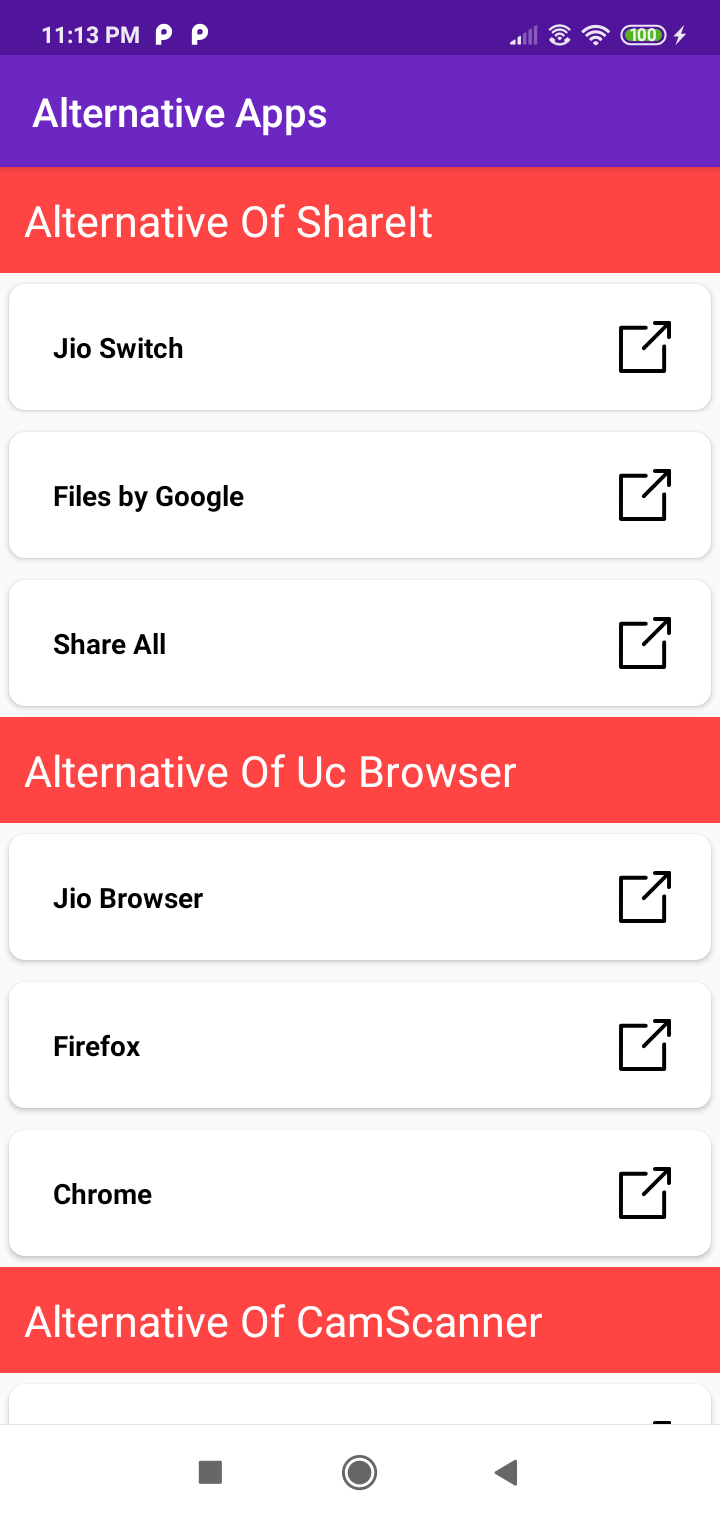 11:13 PM
100
Alternative Apps
Alternative Of ShareIt
Jio Switch
Files by Google
Share All
Alternative Of Uc Browser
Jio Browser
Firefox
Chrome
Alternative Of CamScanner